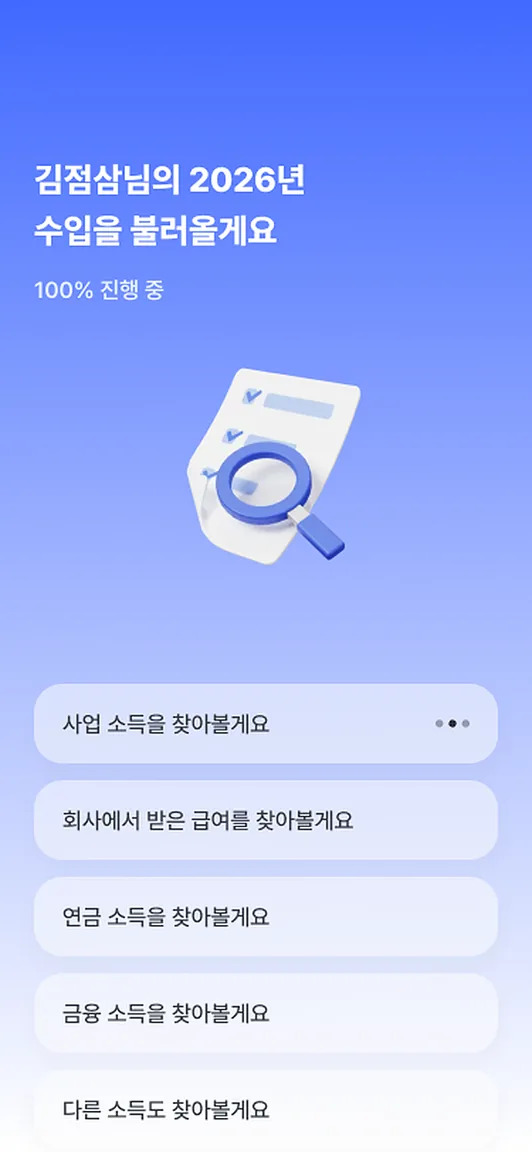 김점삼님의 2026년
수입을 불러올게요
100% 진행 중
사업 소득을 찾아볼게요
회사에서 받은 급여를 찾아볼게요
연금 소득을 찾아볼게요
금융 소득을 찾아볼게요
다른 소득도 찾아볼게요